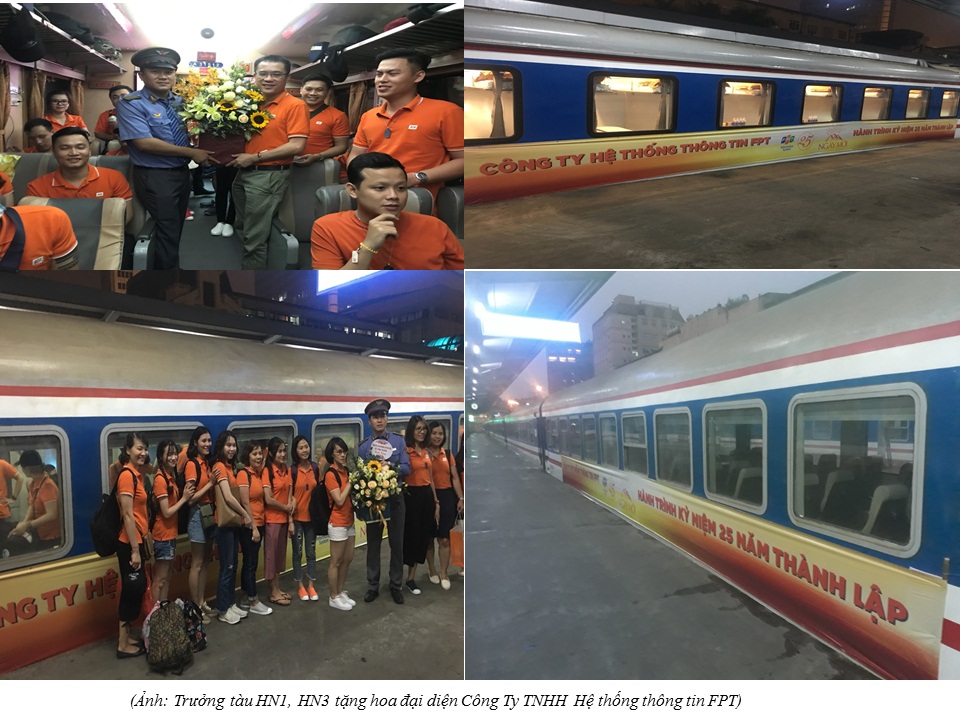 CÔNG TY HỆ THỐNG THÔNG TIN FPT
FPT
25
HÀNH TRÌNH KỶ NIỆM 25 NĂM THÀNH LẬP
NG TY HỆ
HÀNH TRÌNH KỶ NIỆM 25 NĂM THÀNH LẬP
(Ảnh: Trưởng tàu HN1, HN3 tặng hoa đại diện Công Ty TNHH Hệ thống thông tin FPT)